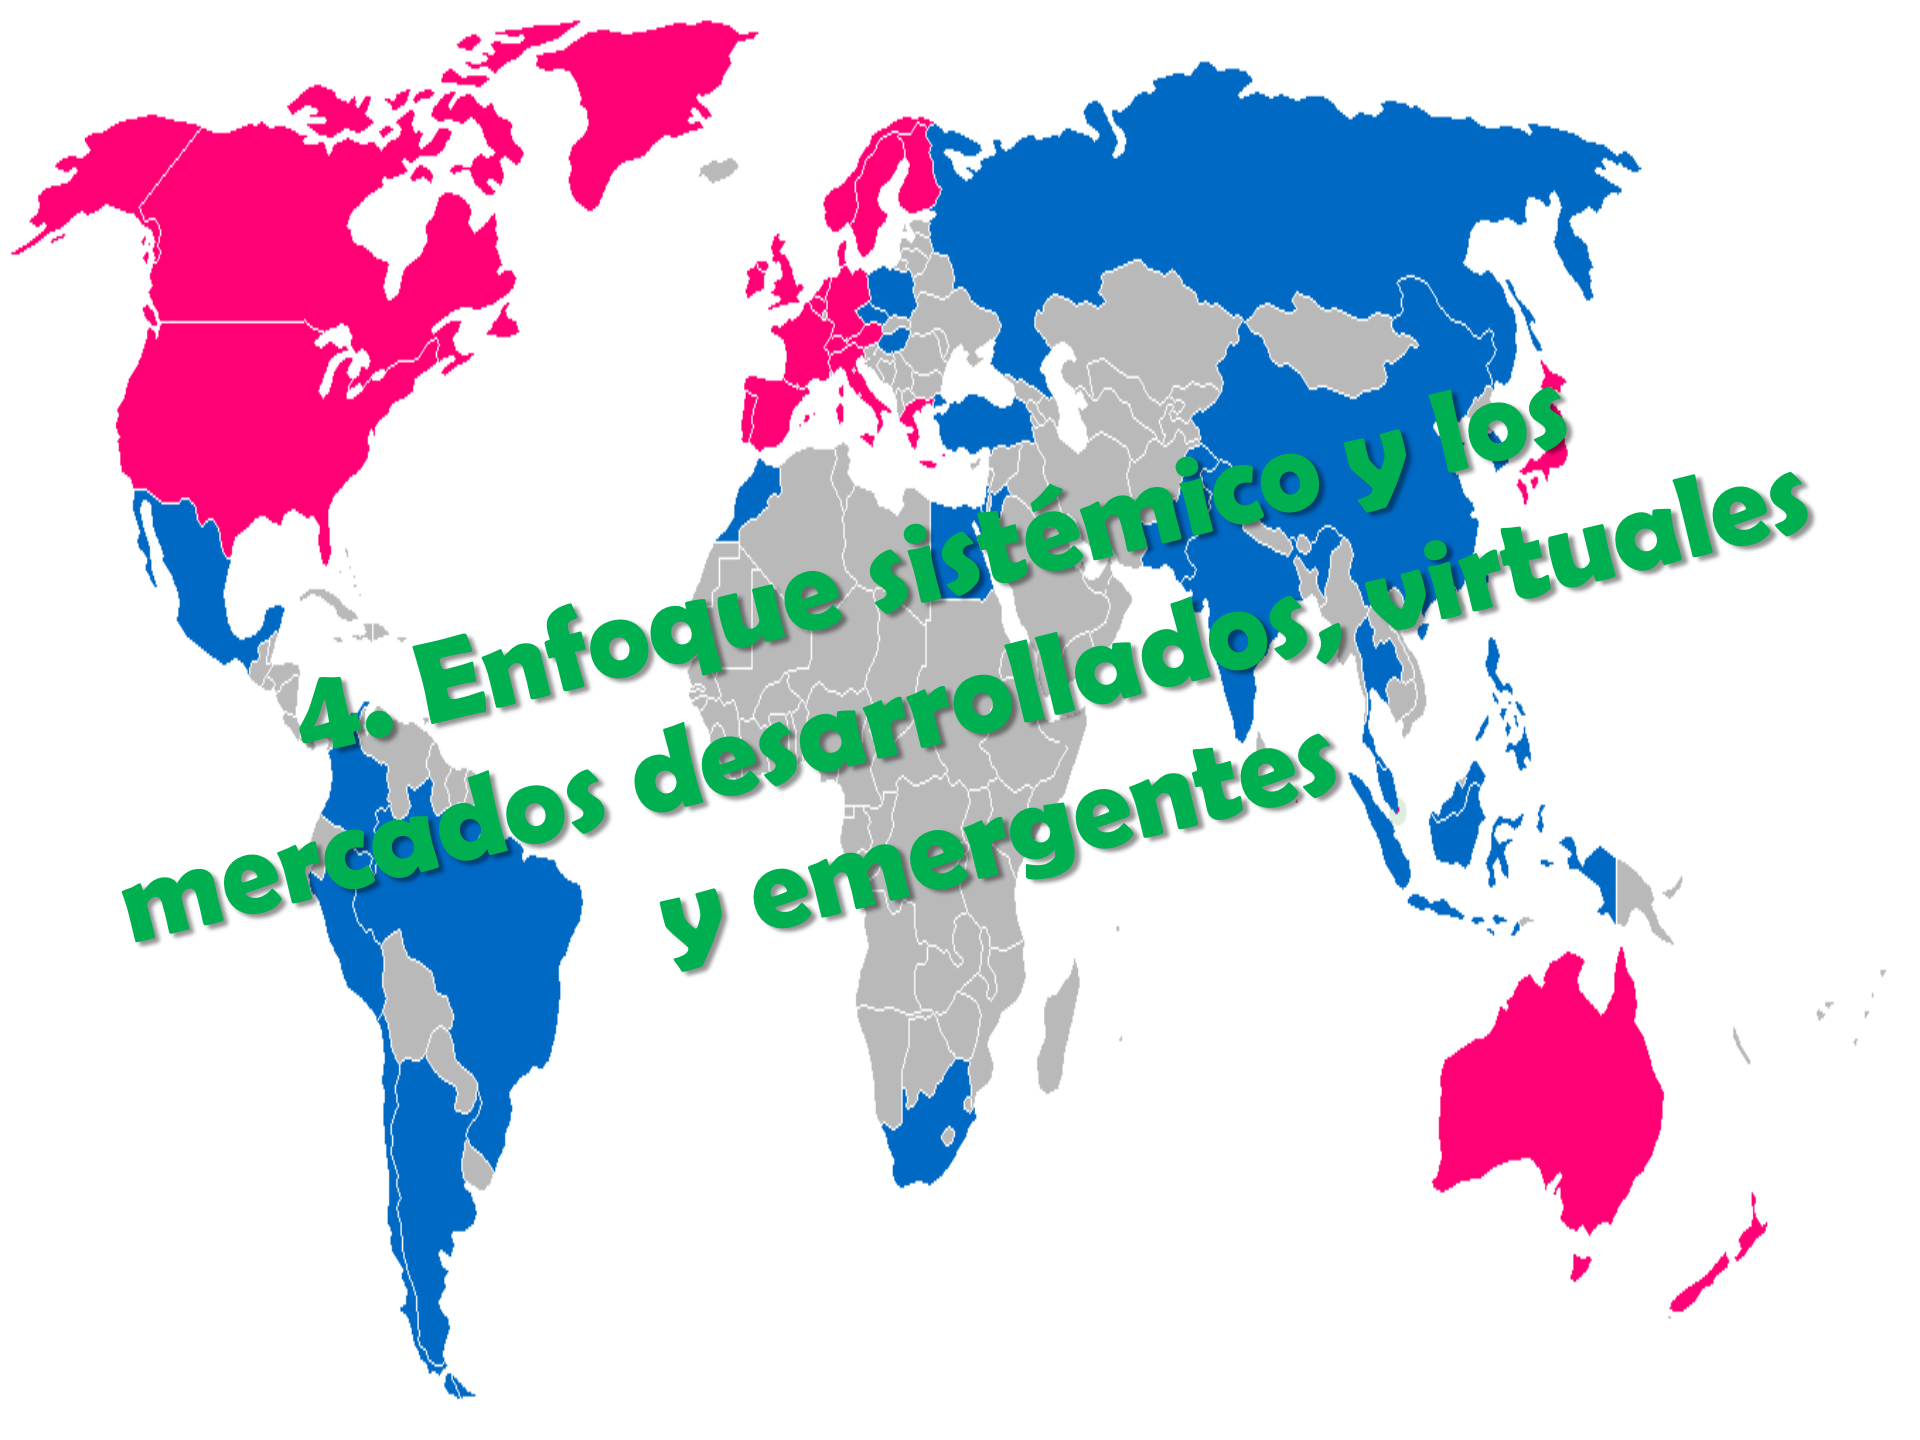 4. Enfoque sistémico y los
mercados desarrollados, virtuales
y emergentes